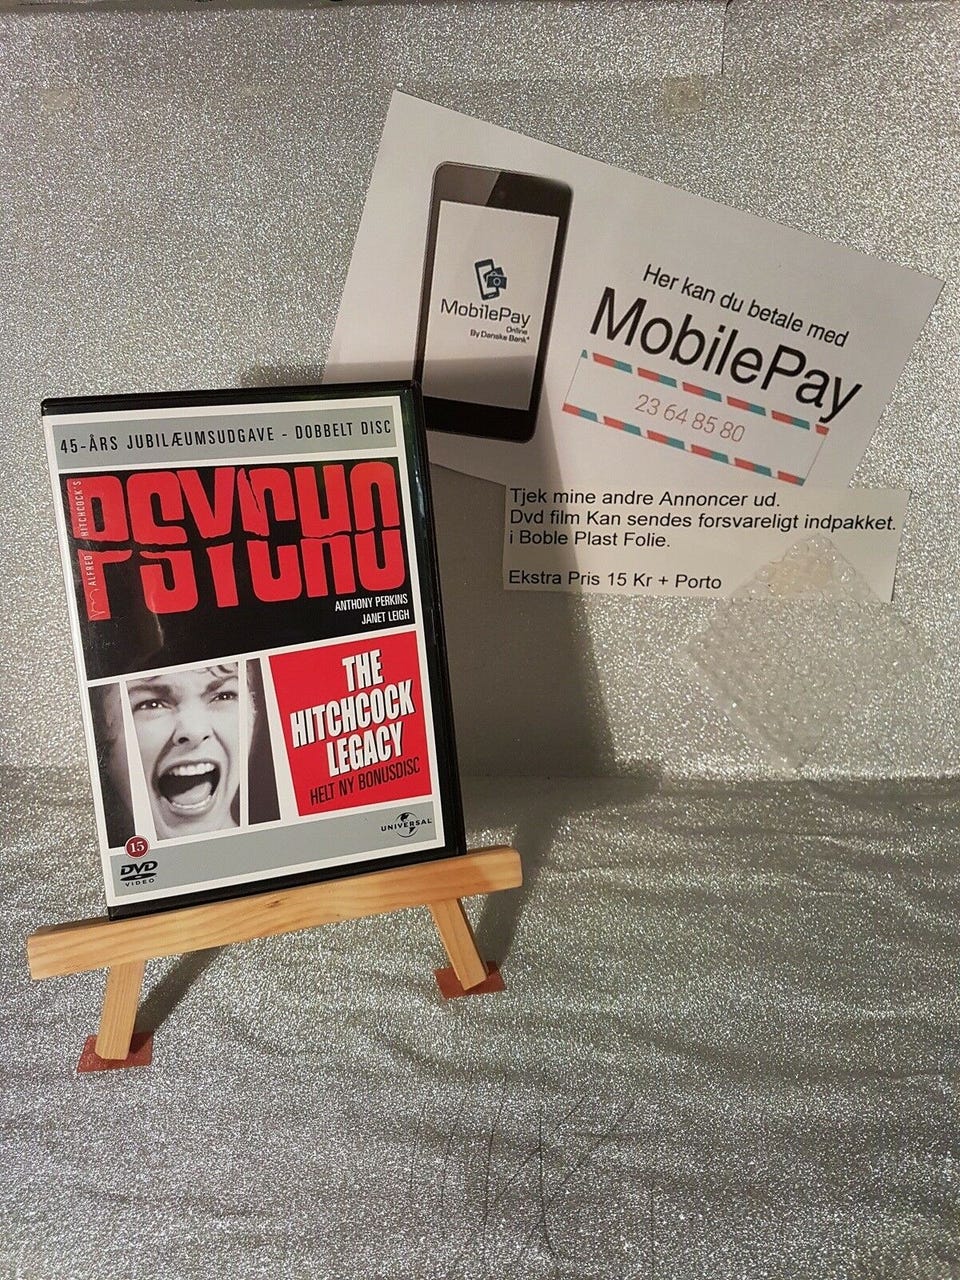 45-ÅRS JUBILÆUMSUDGAVE - DOBBELT DISC
ALFRED HITCHCOCK'S
PSYCHO
ANTHONY PERKINS
JANET LEIGH
THE
HITCHCOCK
LEGACY
HELT NY BONUSDISC
15
DVD
VIDEO
UNIVERSAL
MobilePay
Online
By Danske Bank*
Her kan du betale med
MobilePay
23 64 85 80
Tjek mine andre Annoncer ud.
Dvd film Kan sendes forsvareligt indpakket.
i Boble Plast Folie.
Ekstra Pris 15 Kr + Porto